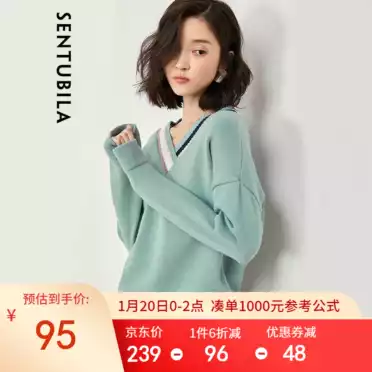 SENTUBILA
预估到手价:
¥
95
1月20日0-2点 凑单1000元参考公式
京东价 1件6折减 优惠券减
239 - 96 - 48